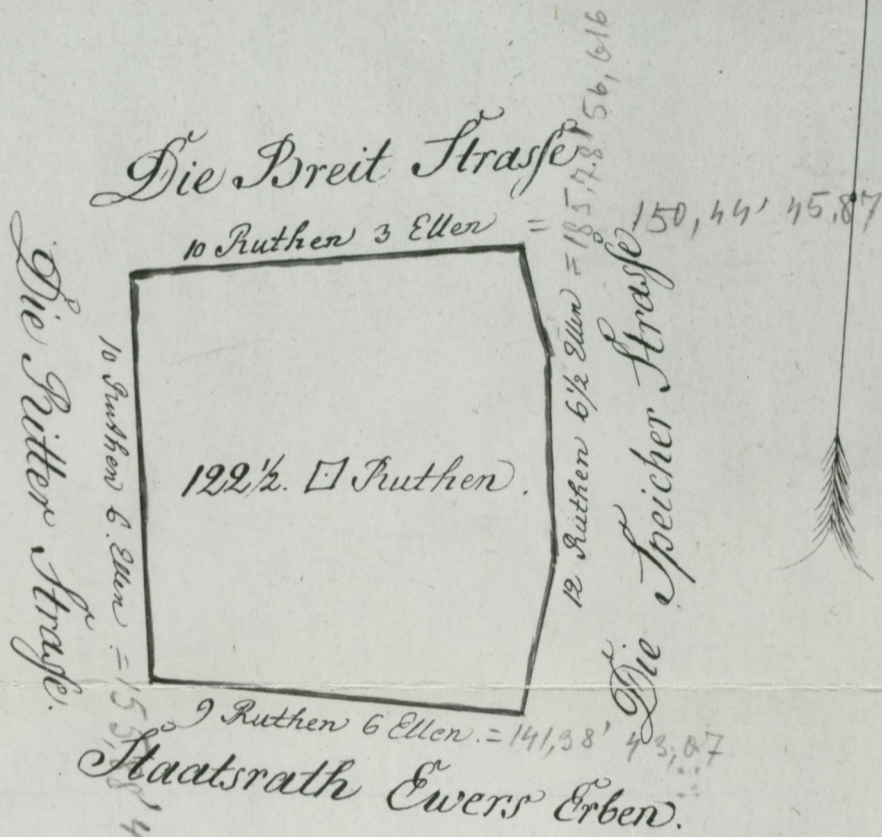 Die Breit Strasse
10 Ruthen 3 Ellen = 150,44' 45,87
Die Ritter Straße.
10 Ruthen 6. Ellen =
122½. □ Ruthen.
12 Ruthen 6½ Ellen = 185,78' 56,616
Die Speicher Strasse
9 Ruthen 6 Ellen. = 141,38' 43,07
Staatsrath Ewers Erben.